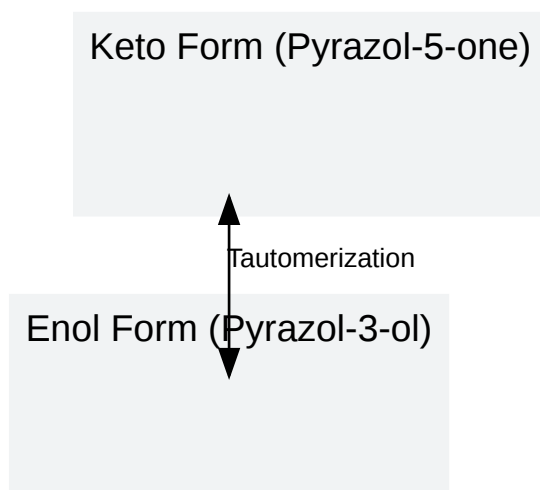 Keto Form (Pyrazol-5-one)
Tautomerization
Enol Form (Pyrazol-3-ol)